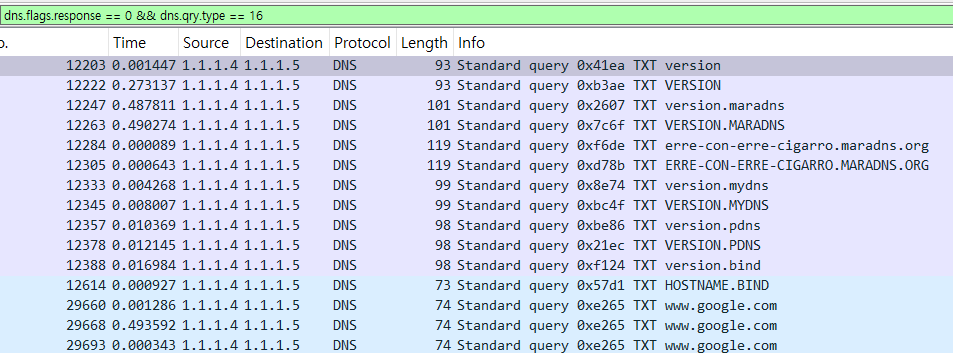 dns.flags.response == 0 && dns.qry.type == 16
o. Time Source Destination Protocol Length Info
12203 0.001447 1.1.1.4 1.1.1.5 DNS 93 Standard query 0x41ea TXT version
12222 0.273137 1.1.1.4 1.1.1.5 DNS 93 Standard query 0xb3ae TXT VERSION
12247 0.487811 1.1.1.4 1.1.1.5 DNS 101 Standard query 0x2607 TXT version.maradns
12263 0.490274 1.1.1.4 1.1.1.5 DNS 101 Standard query 0x7c6f TXT VERSION.MARADNS
12284 0.000089 1.1.1.4 1.1.1.5 DNS 119 Standard query 0xf6de TXT erre-con-erre-cigarro.maradns.org
12305 0.000643 1.1.1.4 1.1.1.5 DNS 119 Standard query 0xd78b TXT ERRE-CON-ERRE-CIGARRO.MARADNS.ORG
12333 0.004268 1.1.1.4 1.1.1.5 DNS 99 Standard query 0x8e74 TXT version.mydns
12345 0.008007 1.1.1.4 1.1.1.5 DNS 99 Standard query 0xbc4f TXT VERSION.MYDNS
12357 0.010369 1.1.1.4 1.1.1.5 DNS 98 Standard query 0xbe86 TXT version.pdns
12378 0.012145 1.1.1.4 1.1.1.5 DNS 98 Standard query 0x21ec TXT VERSION.PDNS
12388 0.016984 1.1.1.4 1.1.1.5 DNS 98 Standard query 0xf124 TXT version.bind
12614 0.000927 1.1.1.4 1.1.1.5 DNS 73 Standard query 0x57d1 TXT HOSTNAME.BIND
29660 0.001286 1.1.1.4 1.1.1.5 DNS 74 Standard query 0xe265 TXT www.google.com
29668 0.493592 1.1.1.4 1.1.1.5 DNS 74 Standard query 0xe265 TXT www.google.com
29693 0.000343 1.1.1.4 1.1.1.5 DNS 74 Standard query 0xe265 TXT www.google.com